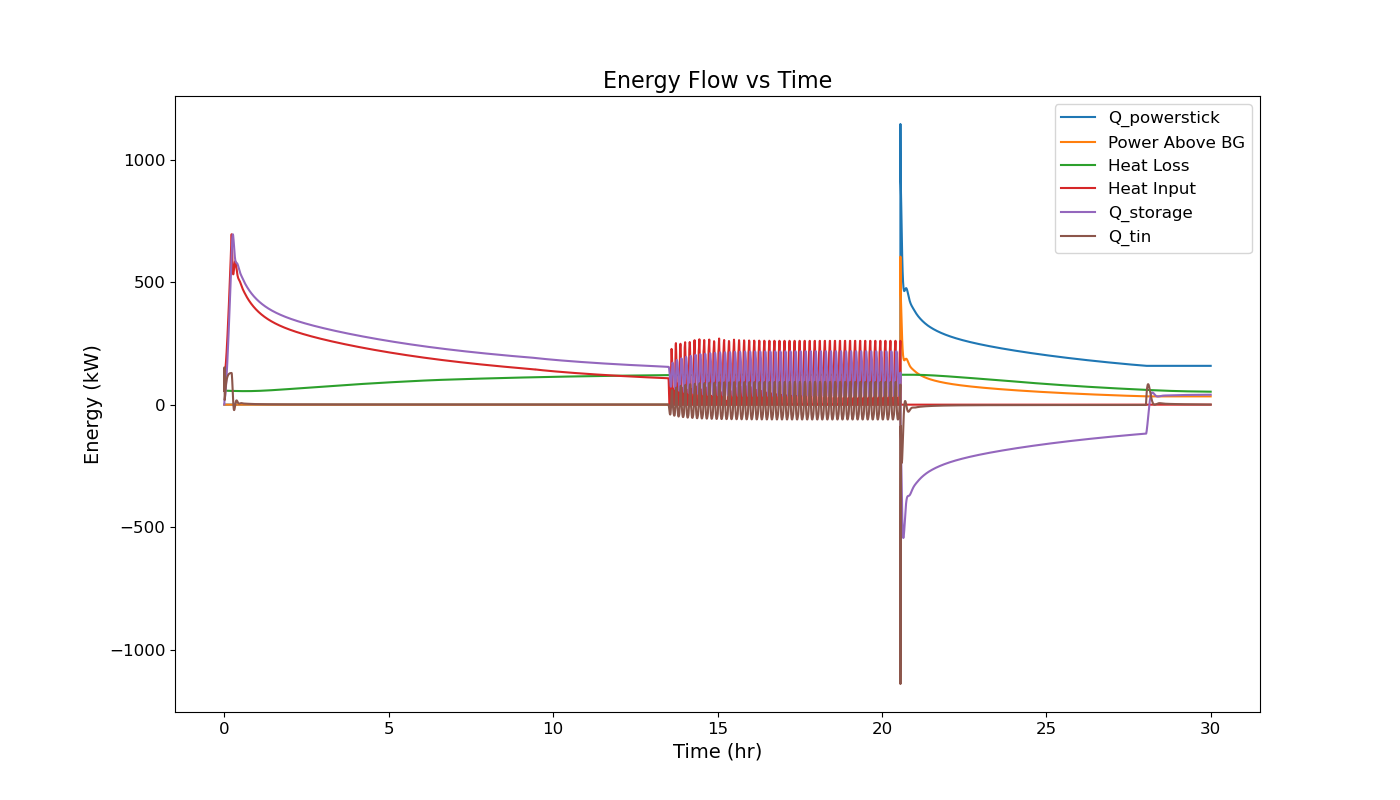 Energy Flow vs Time
Energy (kW)
1000
500
0
−500
−1000
Q_powerstick
Power Above BG
Heat Loss
Heat Input
Q_storage
Q_tin
0 5 10 15 20 25 30
Time (hr)